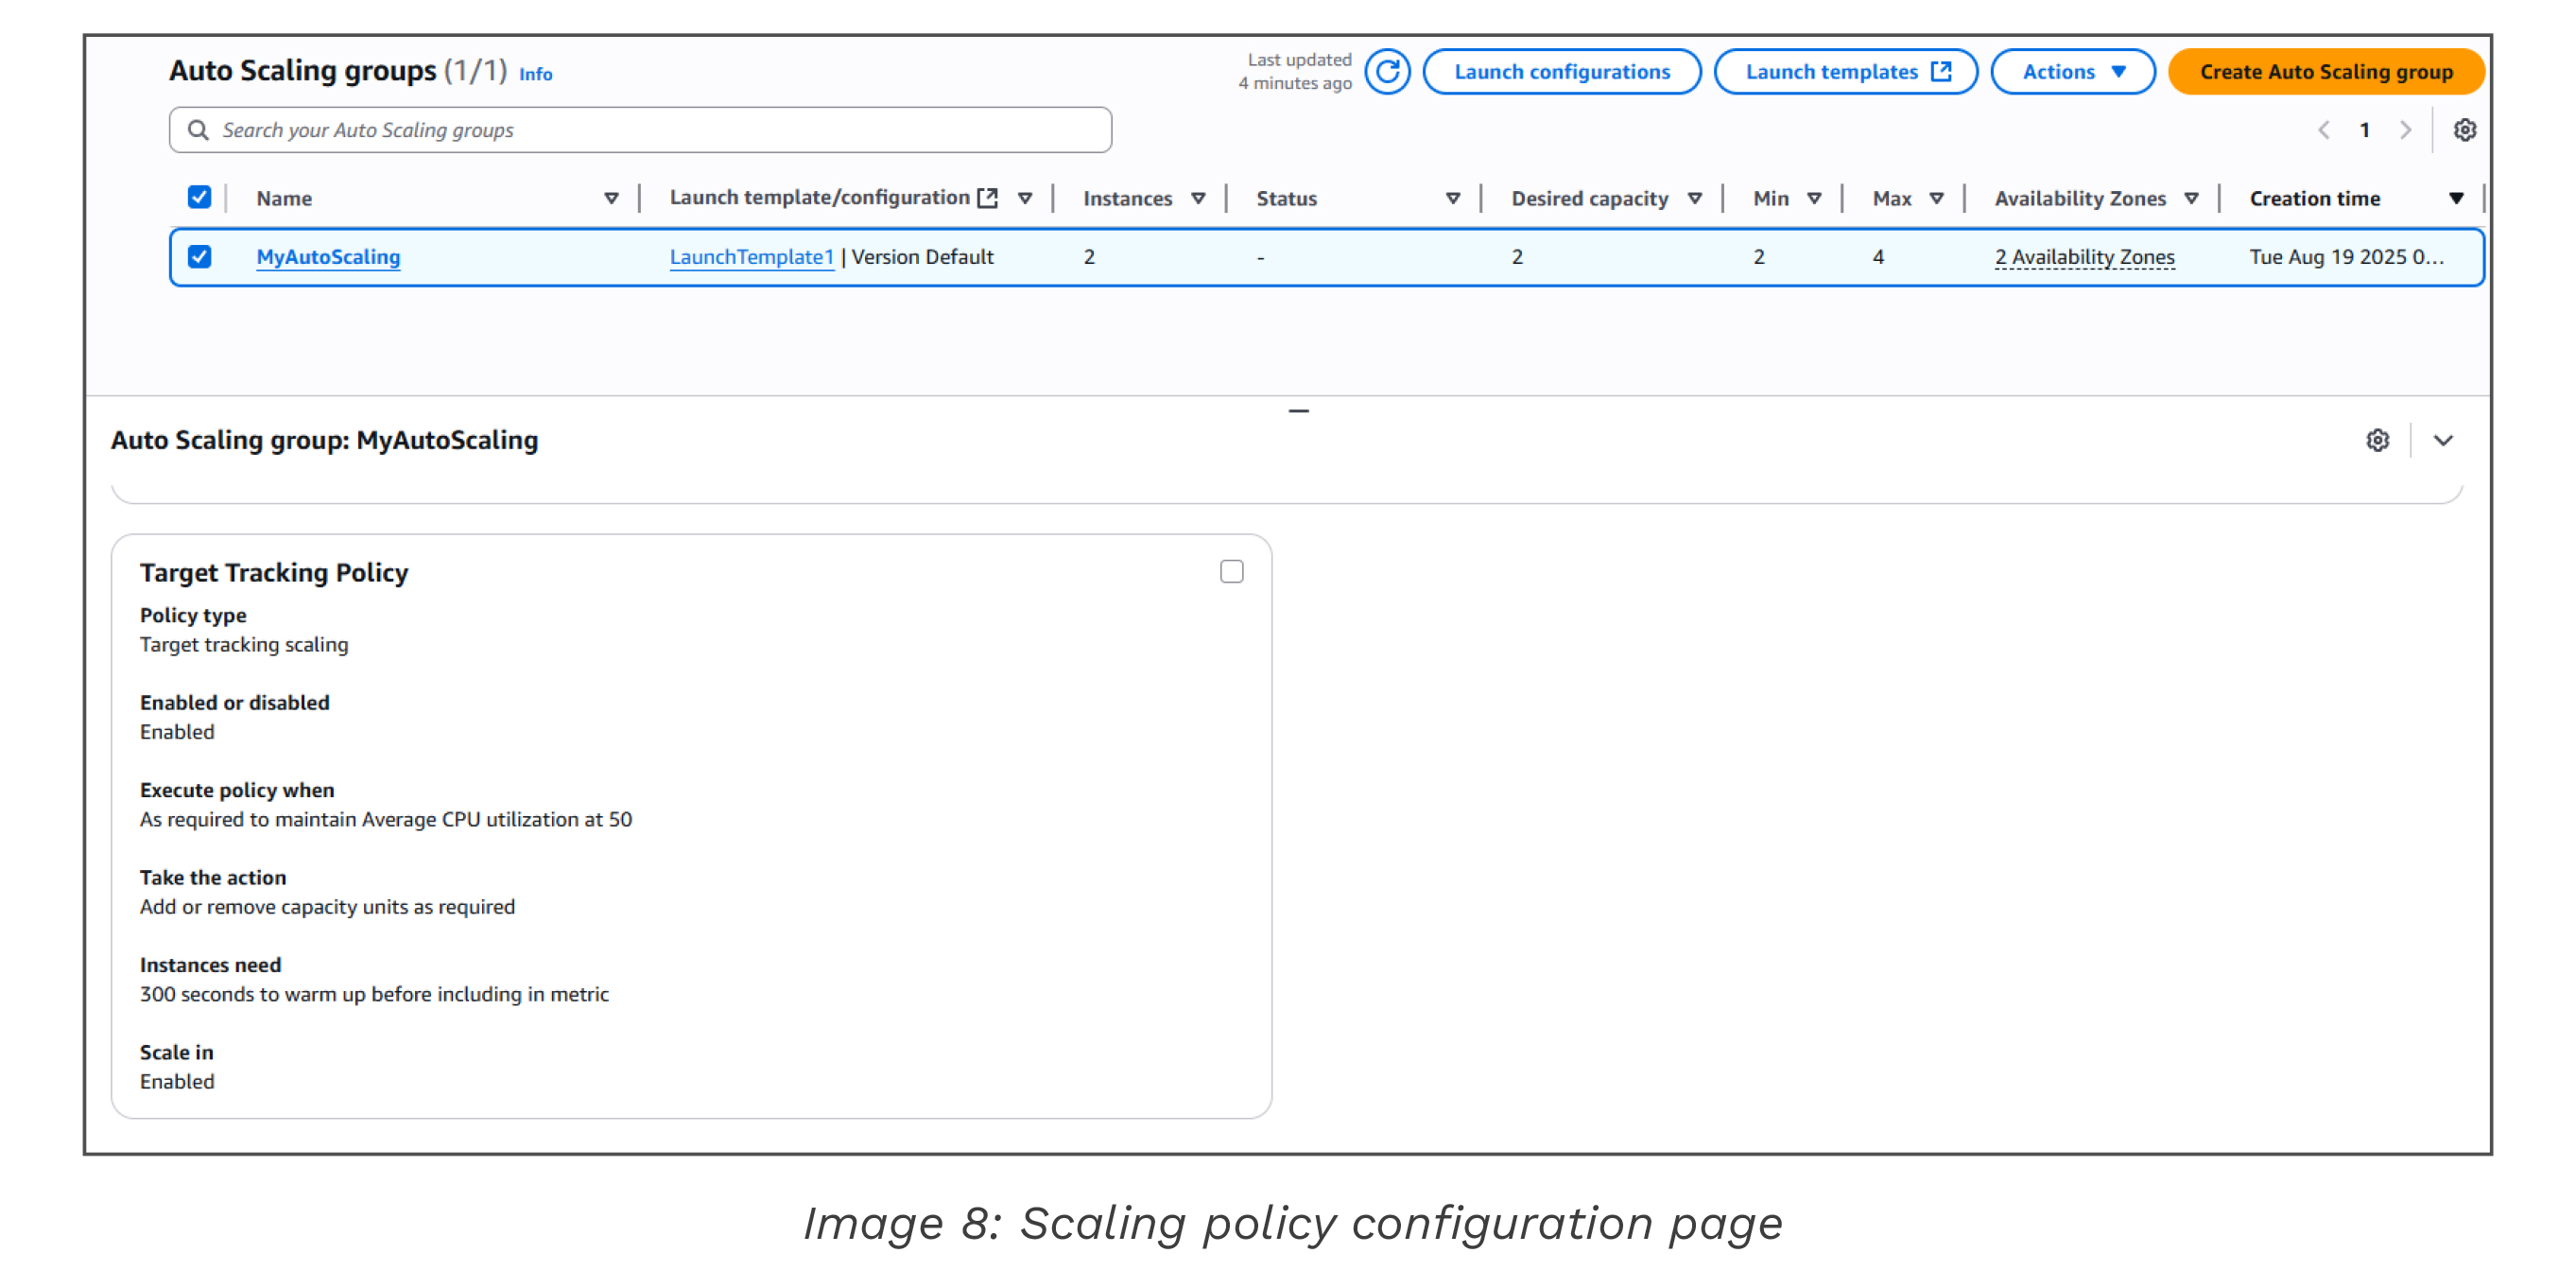 Auto Scaling groups (1/1) Info
Last updated
4 minutes ago
Launch configurations
Launch templates
Actions
Create Auto Scaling group
Search your Auto Scaling groups
1
Name Launch template/configuration Instances Status Desired capacity Min Max Availability Zones Creation time
MyAutoScaling LaunchTemplate1 | Version Default 2 - 2 2 4 2 Availability Zones Tue Aug 19 2025 0...
Auto Scaling group: MyAutoScaling
Target Tracking Policy
Policy type
Target tracking scaling
Enabled or disabled
Enabled
Execute policy when
As required to maintain Average CPU utilization at 50
Take the action
Add or remove capacity units as required
Instances need
300 seconds to warm up before including in metric
Scale in
Enabled
Image 8: Scaling policy configuration page